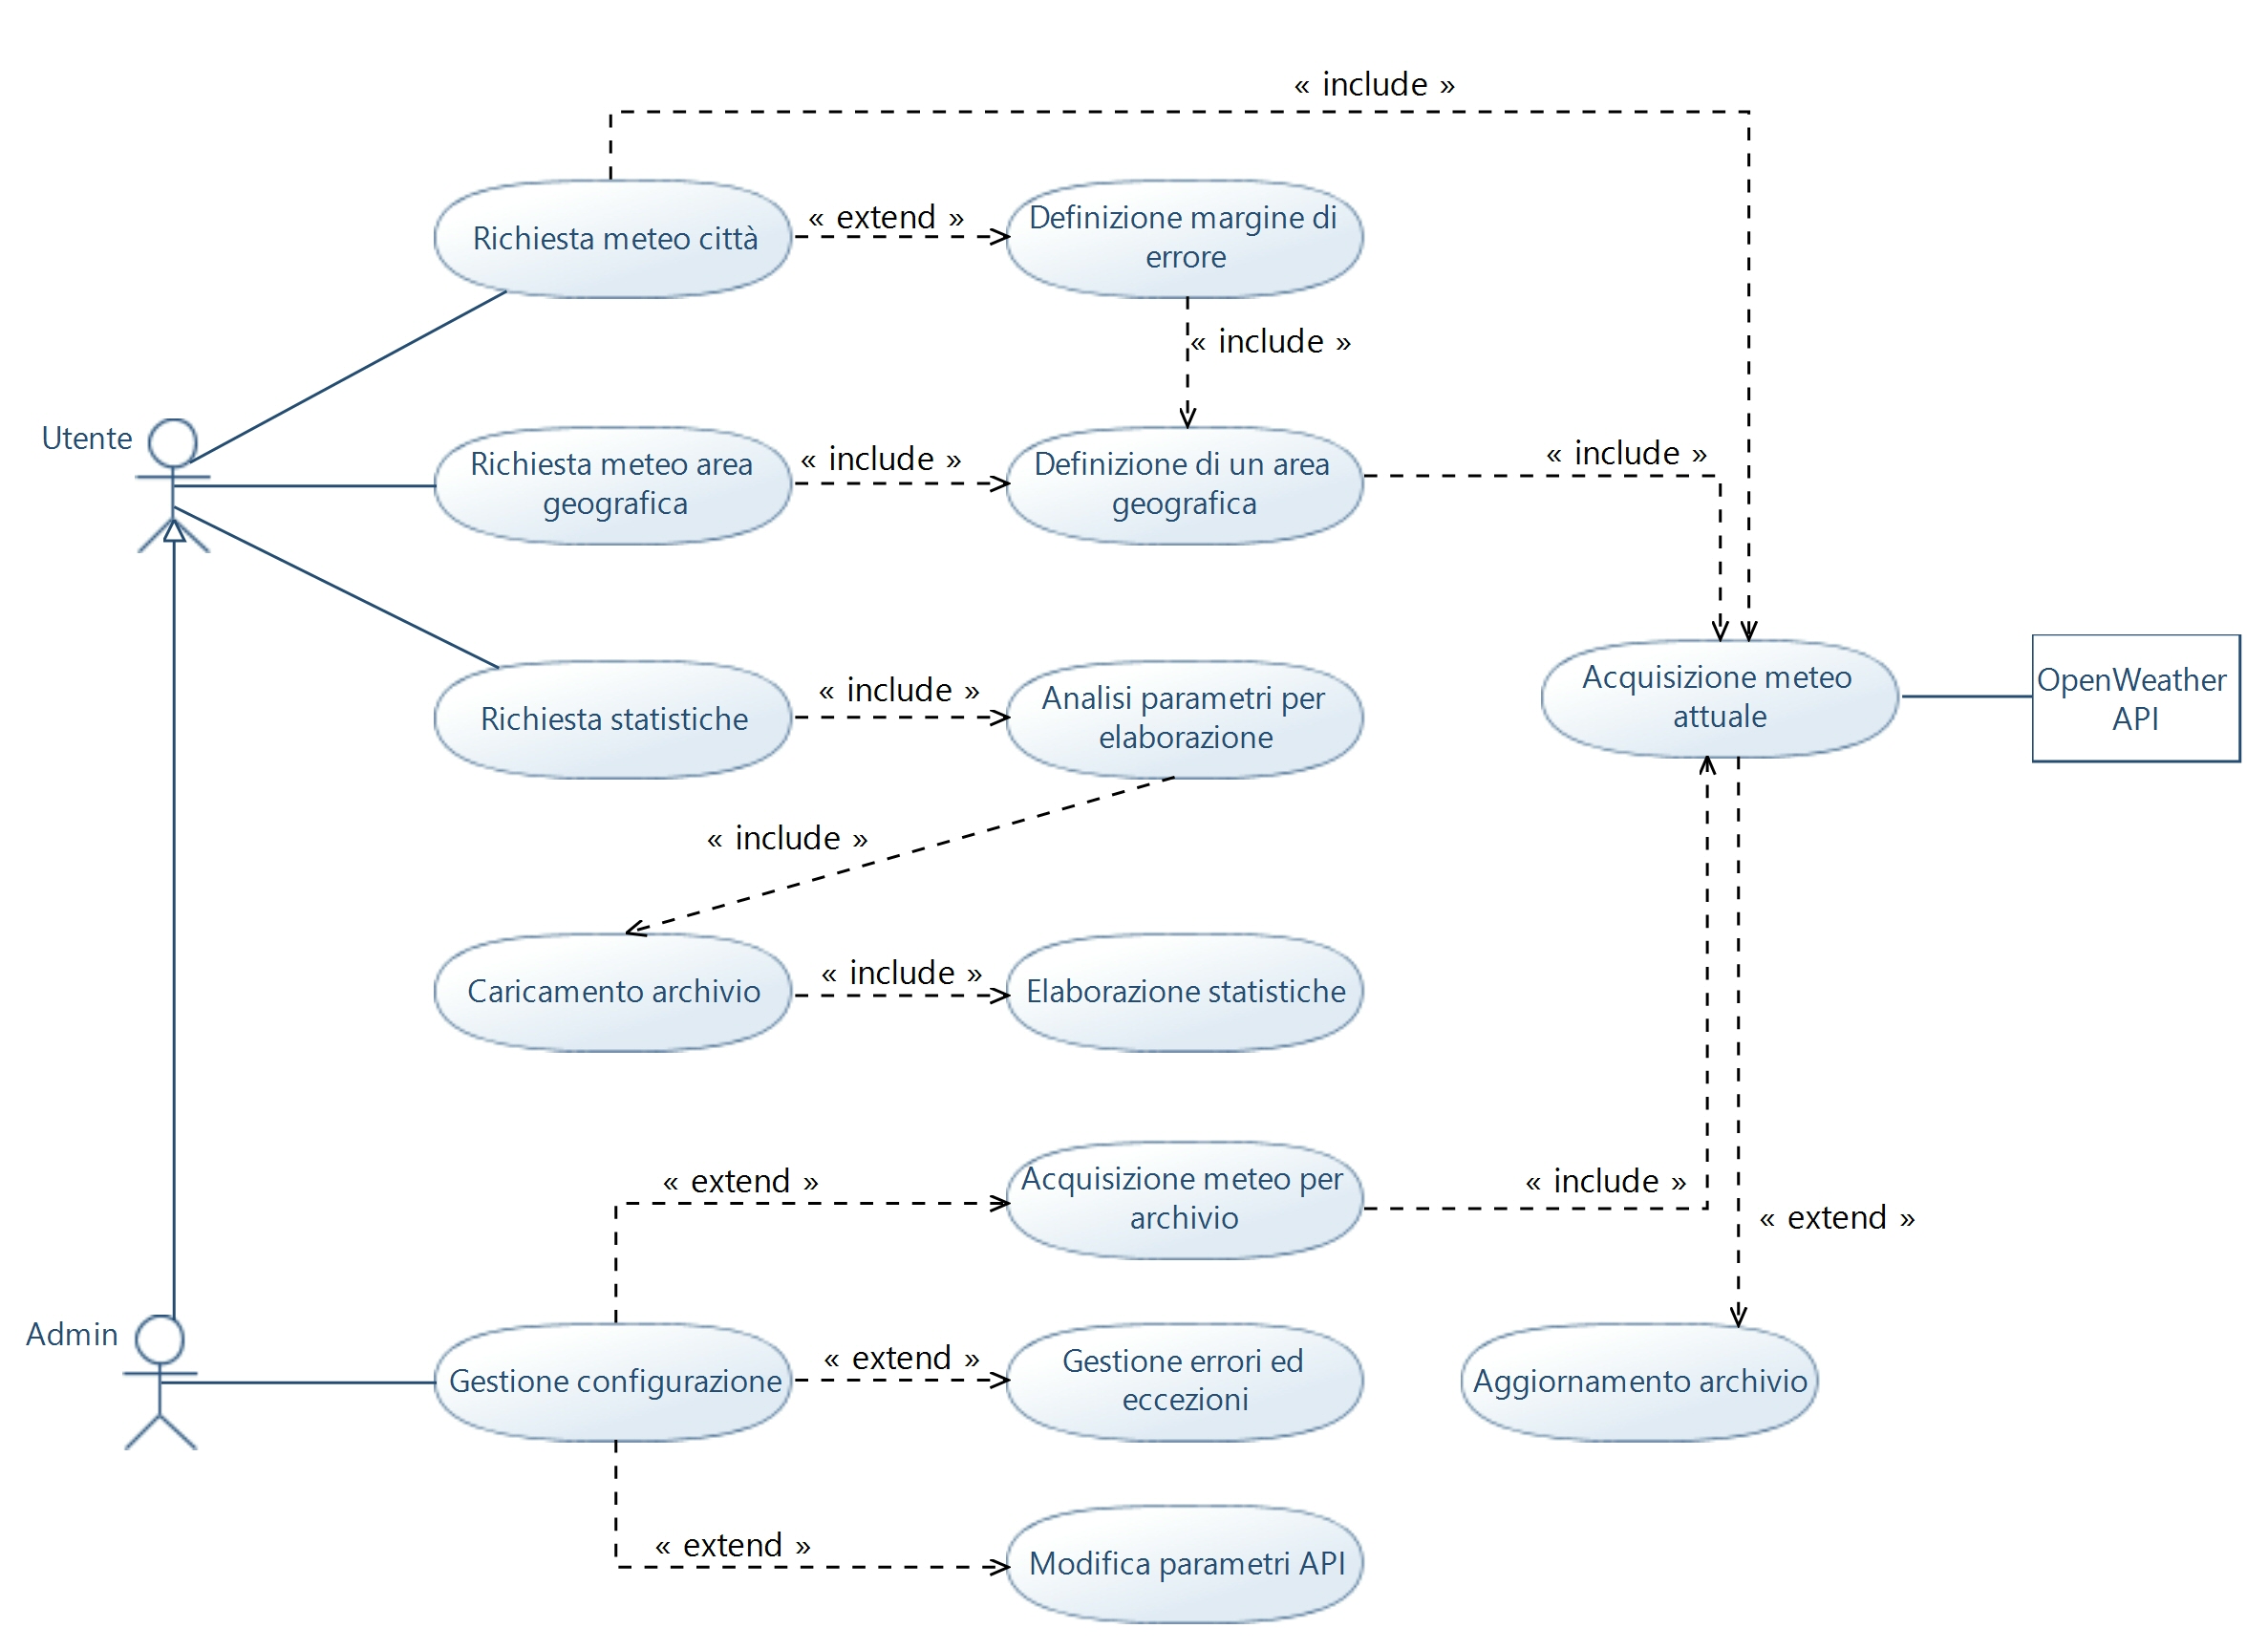 « include »
Richiesta meteo città
« extend »
Definizione margine di
errore
« include »
Utente
Richiesta meteo area
geografica
« include »
Definizione di un area
geografica
« include »
Richiesta statistiche
« include »
Analisi parametri per
elaborazione
Acquisizione meteo
attuale
OpenWeather
API
« include »
Caricamento archivio
« include »
Elaborazione statistiche
« extend »
Acquisizione meteo per
archivio
« include »
« extend »
Admin
Gestione configurazione
« extend »
Gestione errori ed
eccezioni
Aggiornamento archivio
« extend »
Modifica parametri API